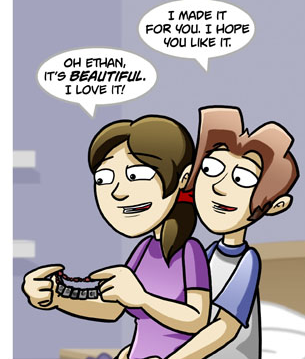 I MADE IT
FOR YOU. I HOPE
YOU LIKE IT.
OH ETHAN,
IT'S BEAUTIFUL.
I LOVE IT!